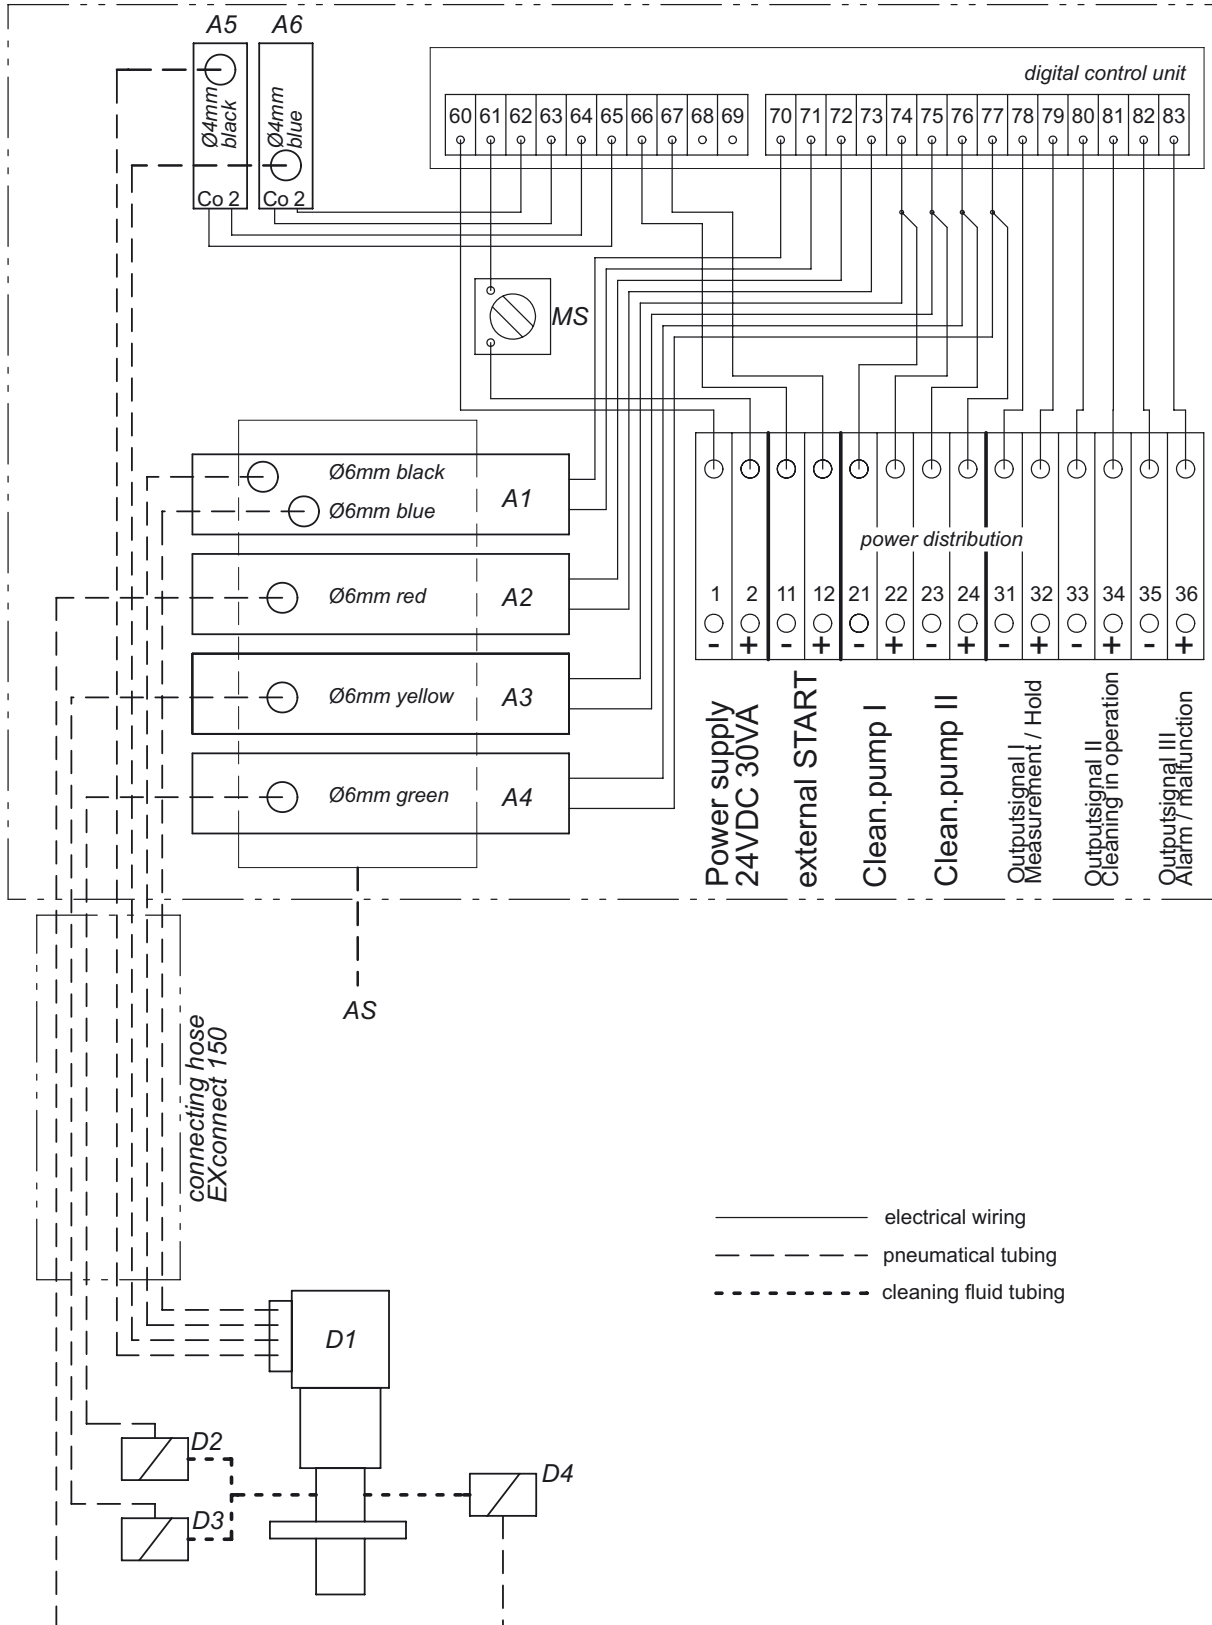 A5 A6
digital control unit
60 61 62 63 64 65 66 67 68 69 70 71 72 73 74 75 76 77 78 79 80 81 82 83
Ø4mm
black
Ø4mm
blue
Co 2 Co 2
MS
Ø6mm black
Ø6mm blue
A1
Ø6mm red A2
Ø6mm yellow A3
Ø6mm green A4
power distribution
1 2 11 12 21 22 23 24 31 32 33 34 35 36
- + - + - + - + - + - + - +
Power supply
24VDC 30VA
external START
Clean.pump I
Clean.pump II
Outputsignal I
Measurement / Hold
Outputsignal II
Cleaning in operation
Outputsignal III
Alarm / malfunction
AS
connecting hose
EXconnect 150
electrical wiring
pneumatical tubing
cleaning fluid tubing
D1
D2
D3
D4